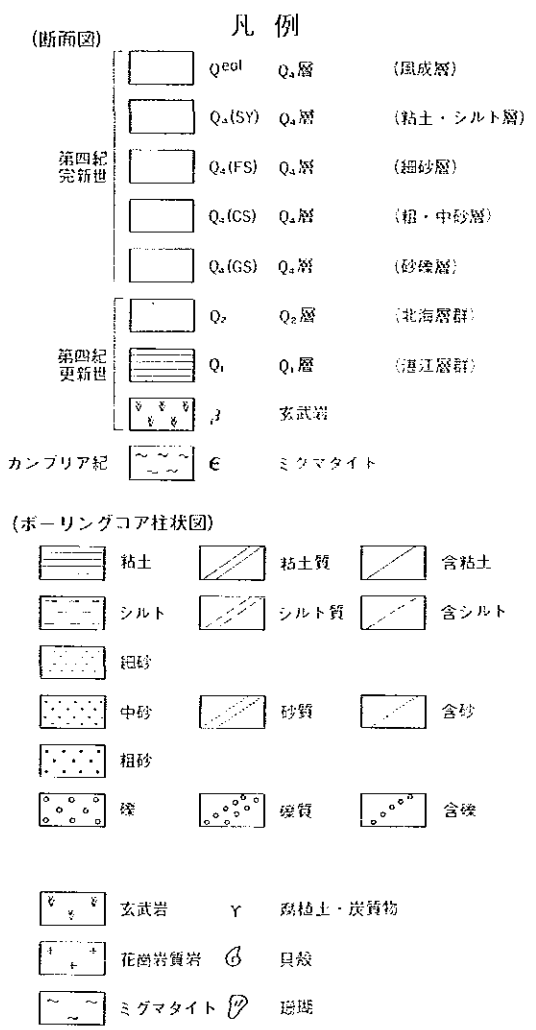 凡 例
(断面図)
Qeol Q₄層 (風成層)
Q₄(SY) Q₄層 (粘土・シルト層)
第四紀 完新世
Q₄(FS) Q₄層 (細砂層)
Q₄(CS) Q₄層 (粗・中砂層)
Q₄(GS) Q₄層 (砂礫層)
Q₂ Q₂層 (北海層群)
第四紀 更新世
Q₁ Q₁層 (湛江層群)
β 玄武岩
カンブリア紀 ϵ ミグマタイト
(ボーリングコア柱状図)
粘土 粘土質 含粘土
シルト シルト質 含シルト
細砂
中砂 砂質 含砂
粗砂
礫 礫質 含礫
玄武岩 腐植土・炭質物
花崗岩質岩 貝殻
ミグマタイト 珊瑚